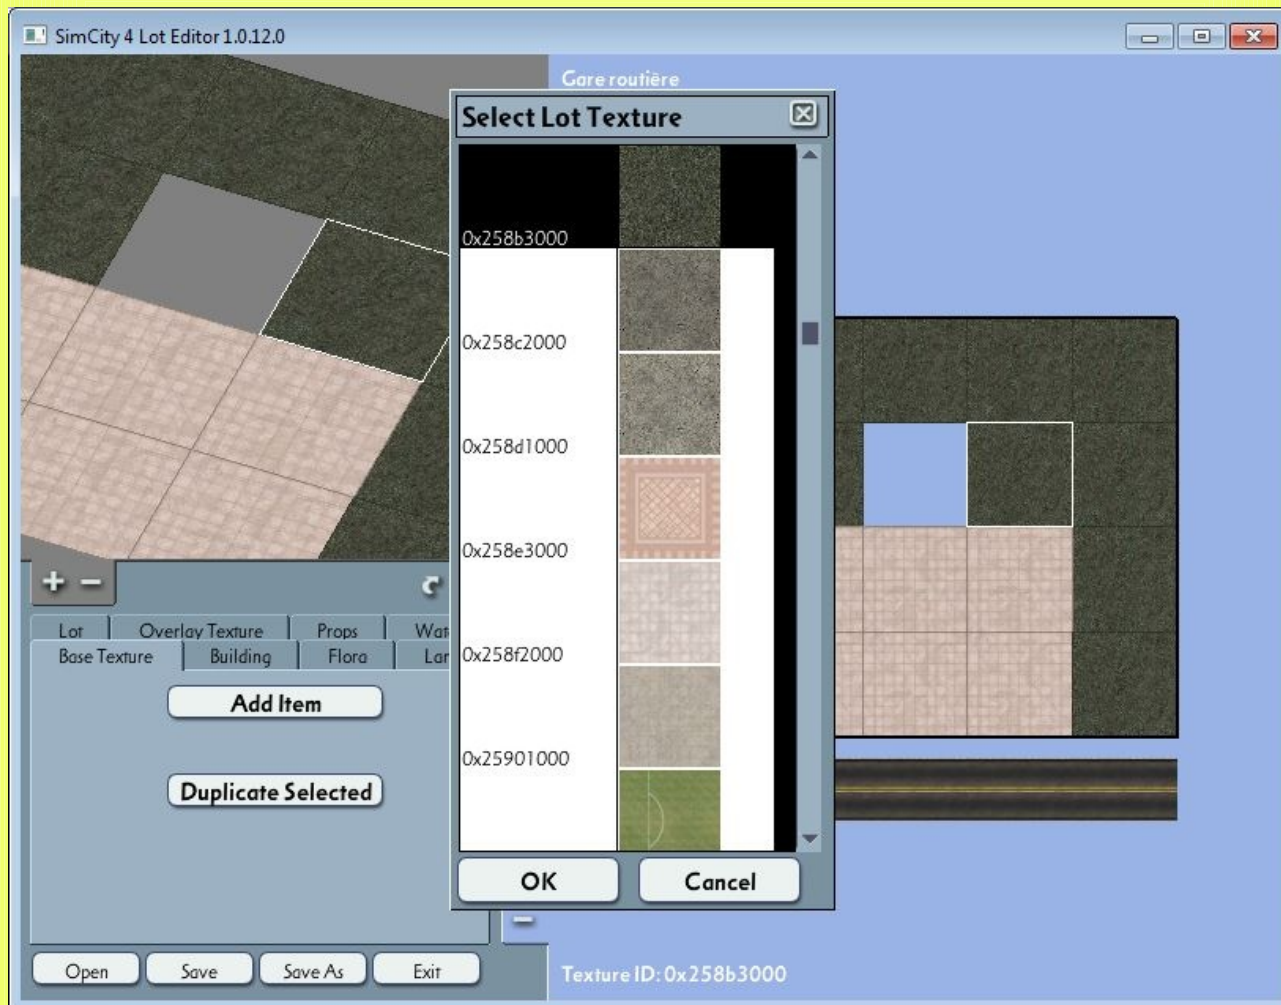 SimCity 4 Lot Editor 1.0.12.0
Gare routière
Select Lot Texture
0x258b3000
0x258c2000
0x258d1000
0x258e3000
0x258f2000
0x25901000
OK
Cancel
Lot
Overlay Texture
Props
Wat
Base Texture
Building
Flora
Lan
Add Item
Duplicate Selected
Open
Save
Save As
Exit
Texture ID: 0x258b3000